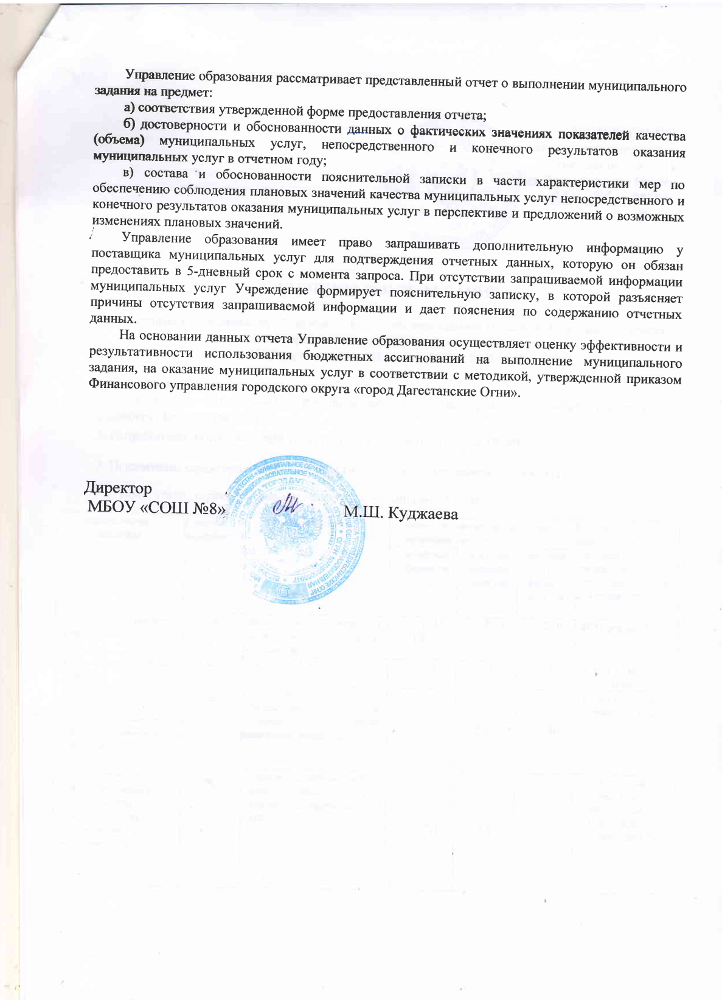 Управление образования рассматривает представленный отчет о выполнении муниципального
задания на предмет:
а) соответствия утвержденной форме предоставления отчета;
б) достоверности и обоснованности данных о фактических значениях показателей качества
(объема) муниципальных услуг, непосредственного и конечного результатов оказания
муниципальных услуг в отчетном году;
в) состава и обоснованности пояснительной записки в части характеристики мер по
обеспечению соблюдения плановых значений качества муниципальных услуг непосредственного и
конечного результатов оказания муниципальных услуг в перспективе и предложений о возможных
изменениях плановых значений.
Управление образования имеет право запрашивать дополнительную информацию у
поставщика муниципальных услуг для подтверждения отчетных данных, которую он обязан
предоставить в 5-дневный срок с момента запроса. При отсутствии запрашиваемой информации
муниципальных услуг Учреждение формирует пояснительную записку, в которой разъясняет
причины отсутствия запрашиваемой информации и дает пояснения по содержанию отчетных
данных.
На основании данных отчета Управление образования осуществляет оценку эффективности и
результативности использования бюджетных ассигнований на выполнение муниципального
задания, на оказание муниципальных услуг в соответствии с методикой, утвержденной приказом
Финансового управления городского округа «город Дагестанские Огни».
Директор
МБОУ «СОШ №8»
М.Ш. Куджаева